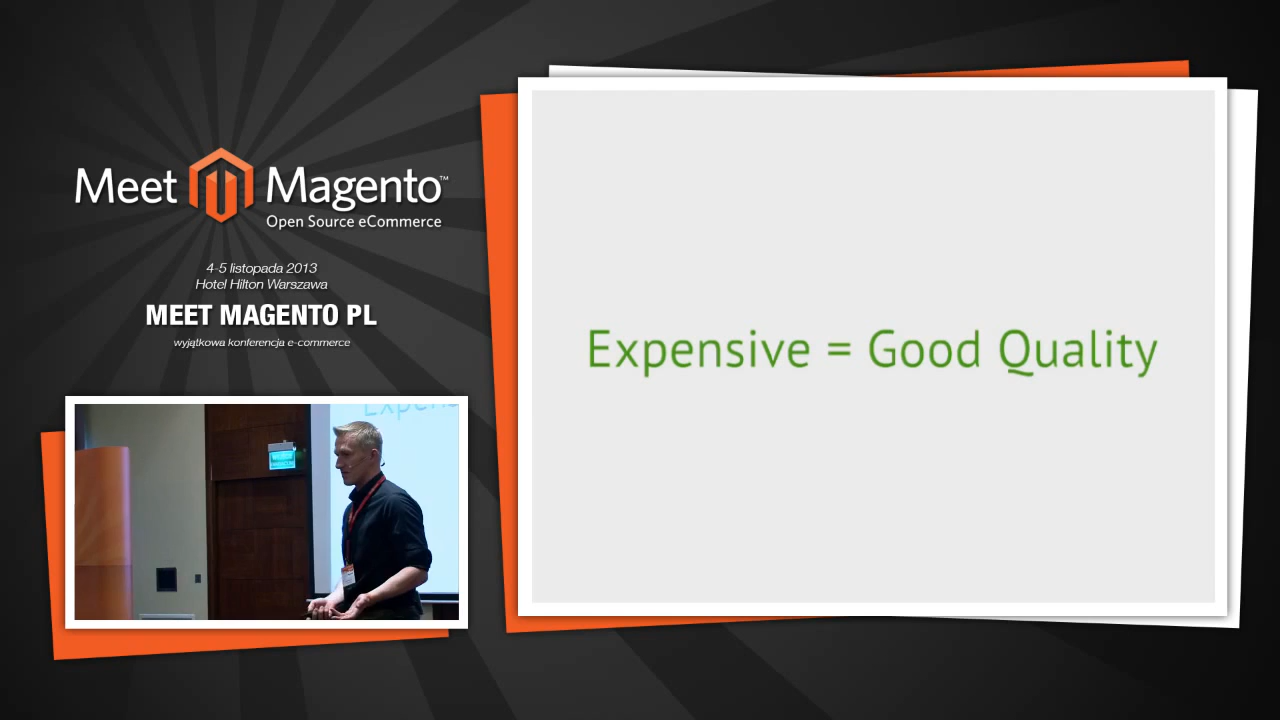 Meet Magento™
Open Source eCommerce
4-5 listopada 2013
Hotel Hilton Warszawa
MEET MAGENTO PL
wyjątkowa konferencja e-commerce
Expensive = Good Quality
Expens